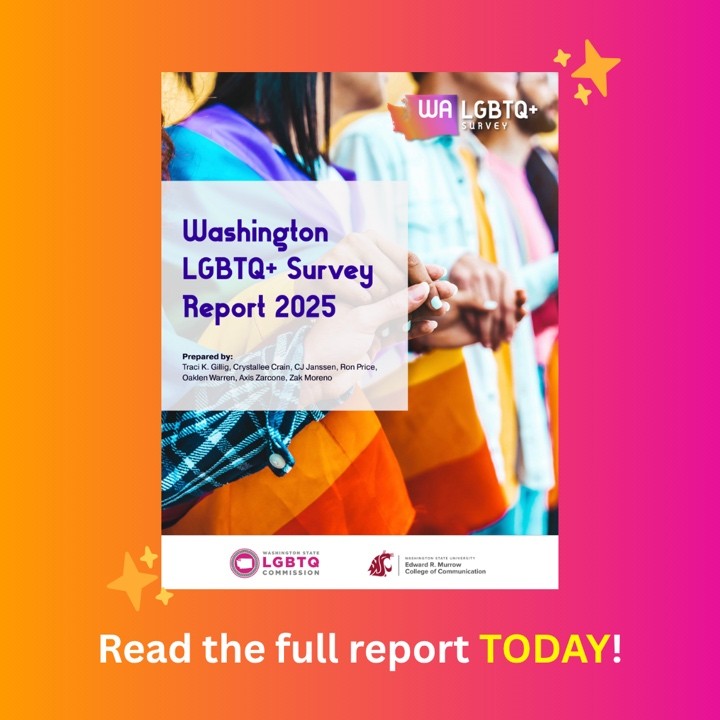 WA LGBTQ+
SURVEY
Washington
LGBTQ+ Survey
Report 2025
Prepared by:
Traci K. Gillig, Crystallee Crain, CJ Janssen, Ron Price,
Oaklen Warren, Axis Zarcone, Zak Moreno
WASHINGTON STATE
LGBTQ
COMMISSION
WASHINGTON STATE UNIVERSITY
Edward R. Murrow
College of Communication
Read the full report TODAY!